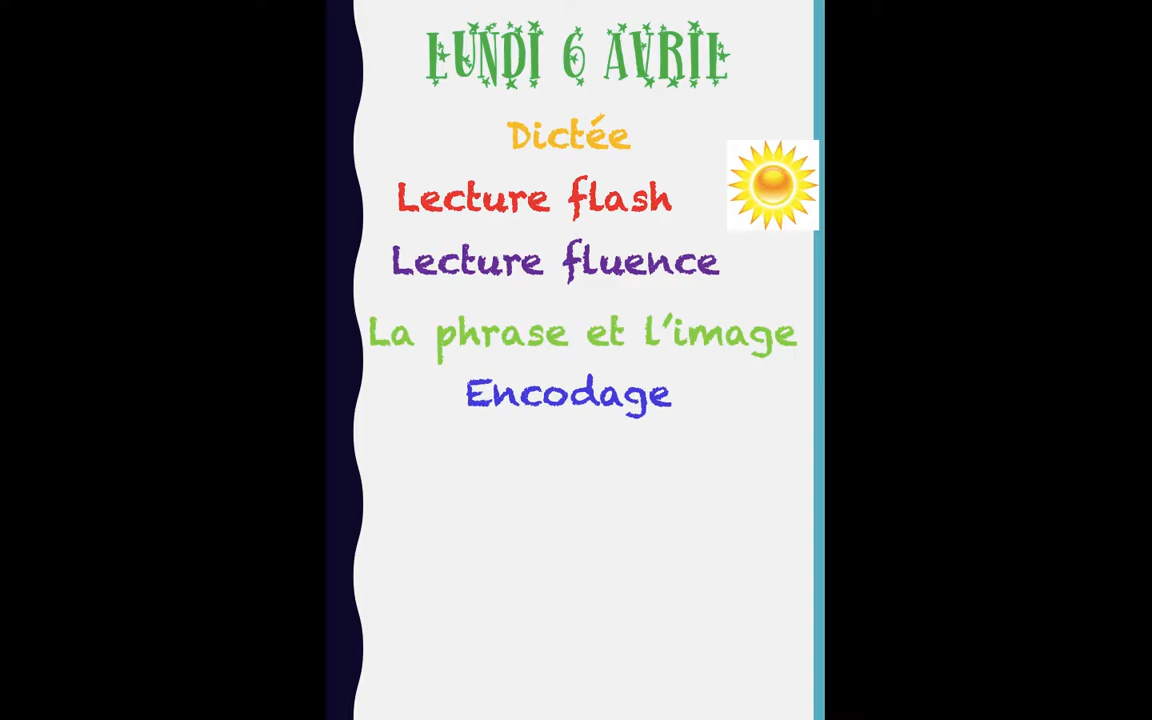 LUNDI 6 AVRIL
Dictée
Lecture flash
Lecture fluence
La phrase et l'image
Encodage